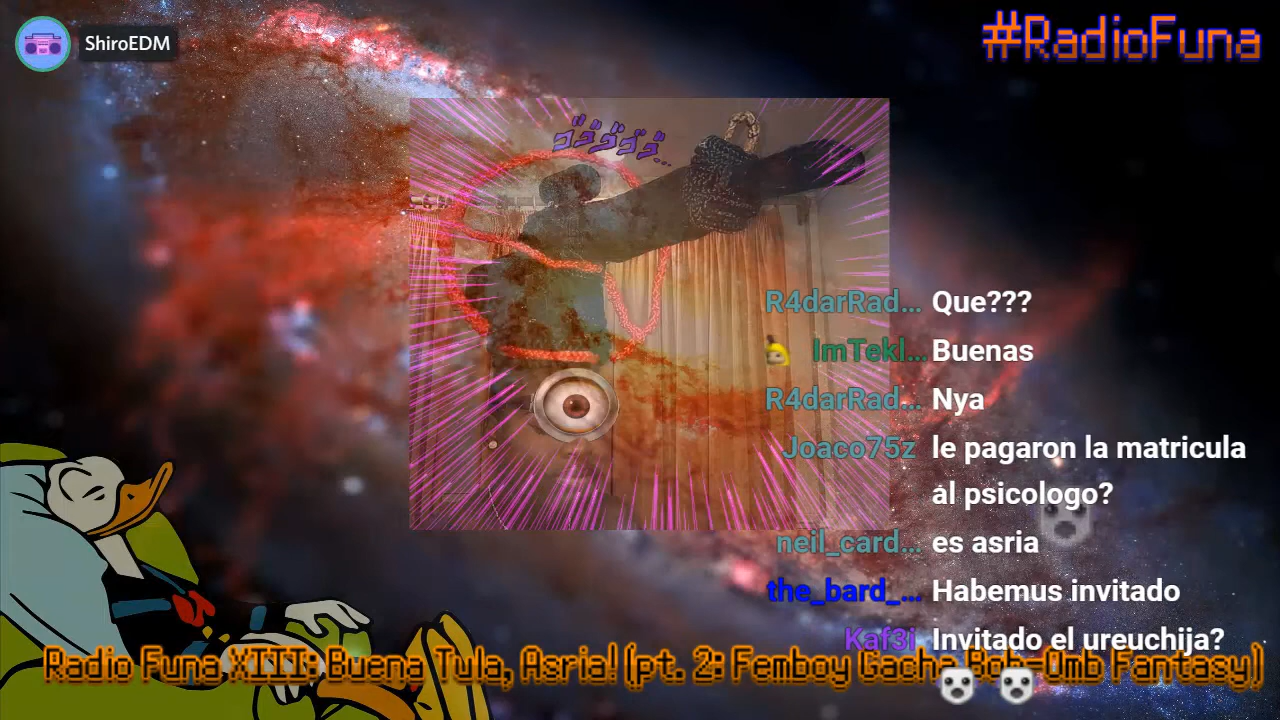 ShiroEDM
#RadioFuna
R4darRad... Que???
ImTekl... Buenas
R4darRad... Nya
Joaco75z le pagaron la matricula
al psicologo?
neil_card... es asria
the_bard_... Habemus invitado
Kaf3i Invitado el ureuchija?
Radio Funa XIII: Buena Tula, Asria! (pt. 2: Femboy Gacha Bob-Omb Fantasy)